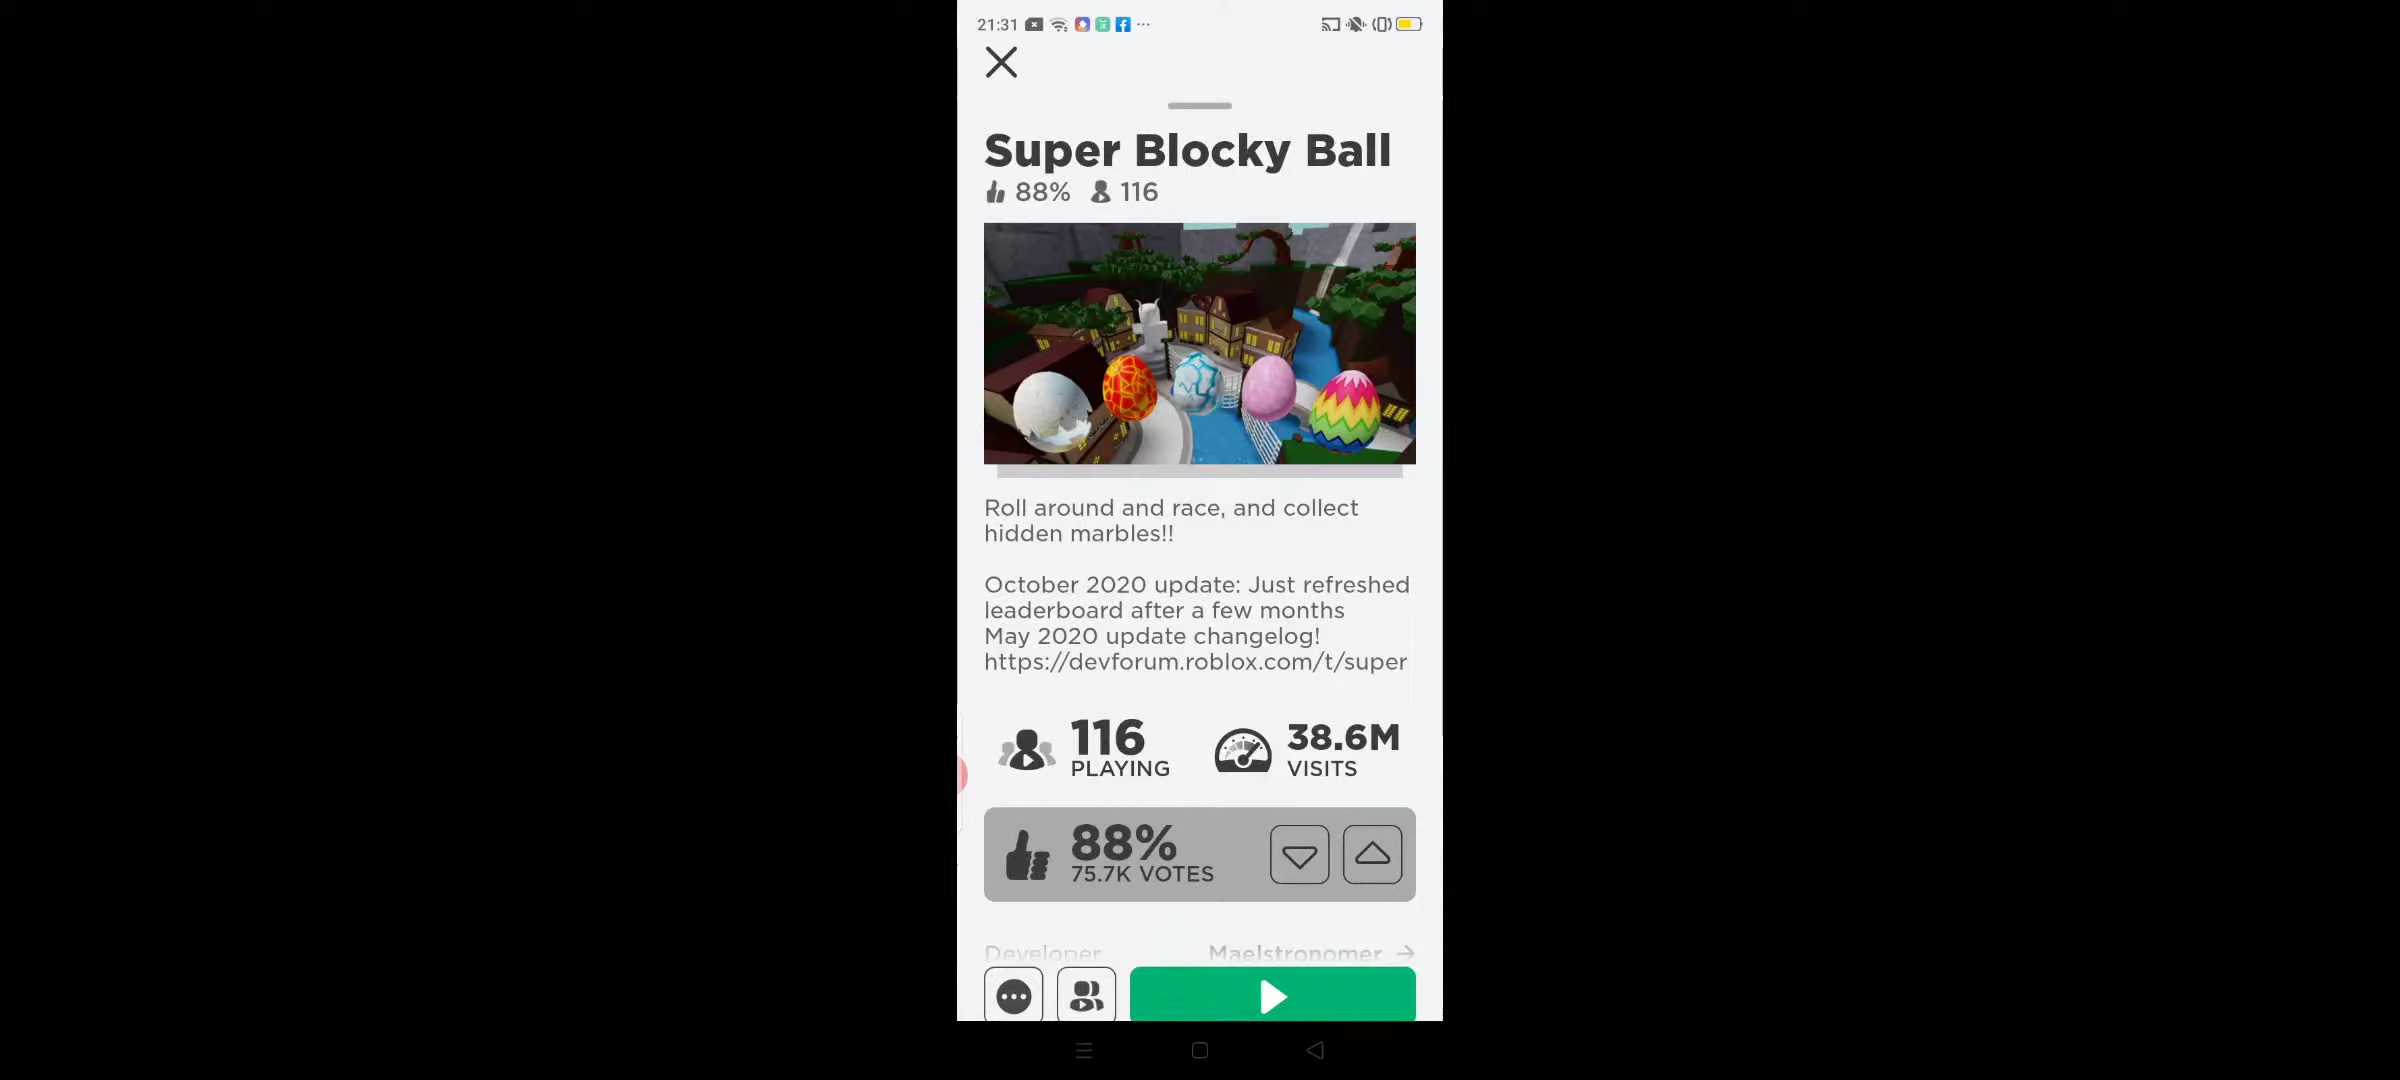 21:31
Super Blocky Ball
88% 116
Roll around and race, and collect
hidden marbles!!
October 2020 update: Just refreshed
leaderboard after a few months
May 2020 update changelog!
https://devforum.roblox.com/t/super
116
PLAYING
38.6M
VISITS
88%
75.7K VOTES
Developer Maelstronomer